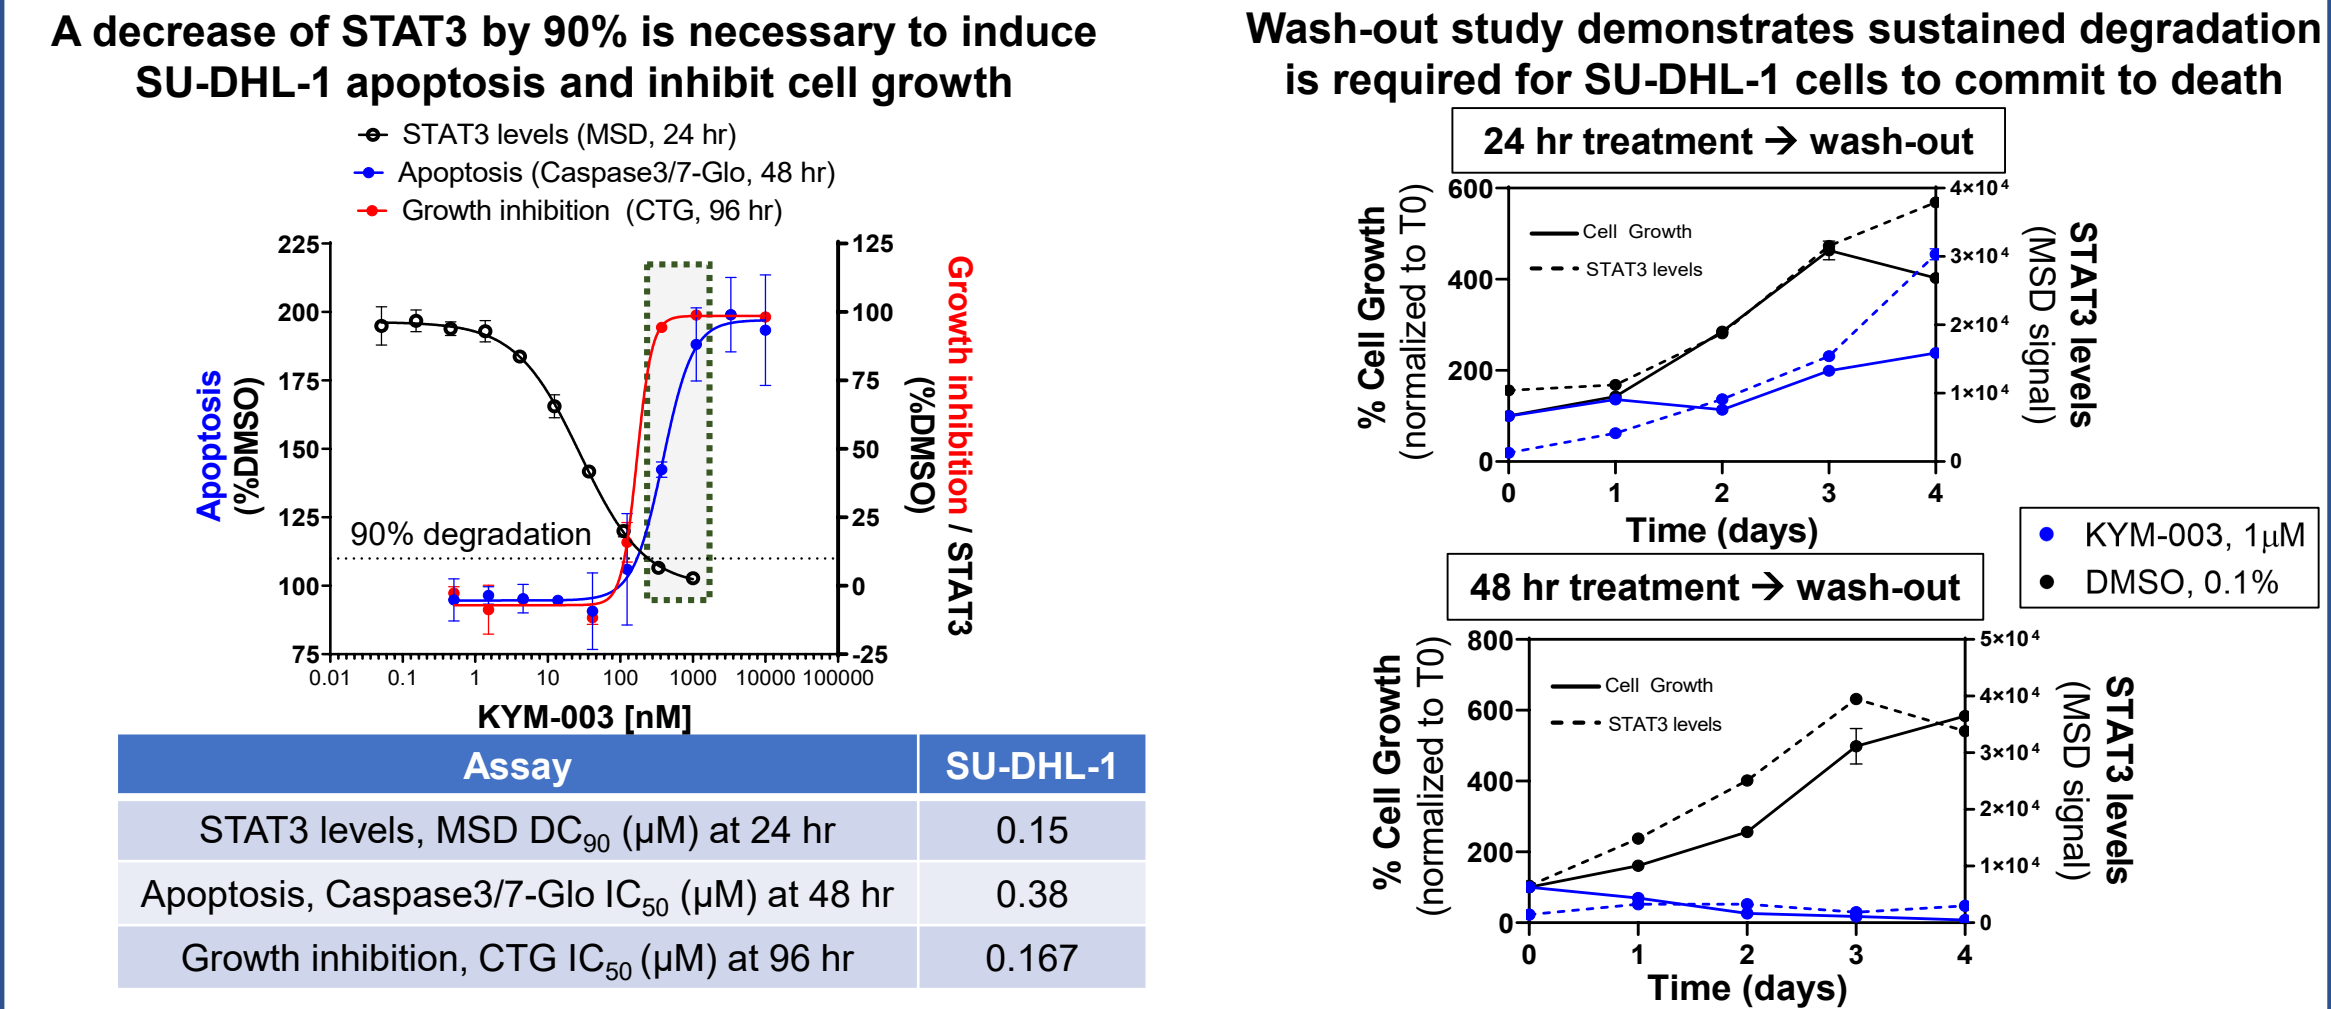 A decrease of STAT3 by 90% is necessary to induce
SU-DHL-1 apoptosis and inhibit cell growth
STAT3 levels (MSD, 24 hr)
Apoptosis (Caspase3/7-Glo, 48 hr)
Growth inhibition (CTG, 96 hr)
225
200
175
150
125
100
75
Apoptosis
(%DMSO)
90% degradation
125
100
75
50
25
0
-25
Growth inhibition / STAT3
(%DMSO)
0.01 0.1 1 10 100 1000 10000 100000
KYM-003 [nM]
Assay SU-DHL-1
STAT3 levels, MSD DC90 (µM) at 24 hr 0.15
Apoptosis, Caspase3/7-Glo IC50 (µM) at 48 hr 0.38
Growth inhibition, CTG IC50 (µM) at 96 hr 0.167
Wash-out study demonstrates sustained degradation
is required for SU-DHL-1 cells to commit to death
24 hr treatment → wash-out
% Cell Growth
(normalized to T0)
600
400
200
0
Cell Growth
STAT3 levels
4×10⁴
3×10⁴
2×10⁴
1×10⁴
0
STAT3 levels
(MSD signal)
0 1 2 3 4
Time (days)
KYM-003, 1µM
DMSO, 0.1%
48 hr treatment → wash-out
% Cell Growth
(normalized to T0)
800
600
400
200
0
Cell Growth
STAT3 levels
5×10⁴
4×10⁴
3×10⁴
2×10⁴
1×10⁴
0
STAT3 levels
(MSD signal)
0 1 2 3 4
Time (days)